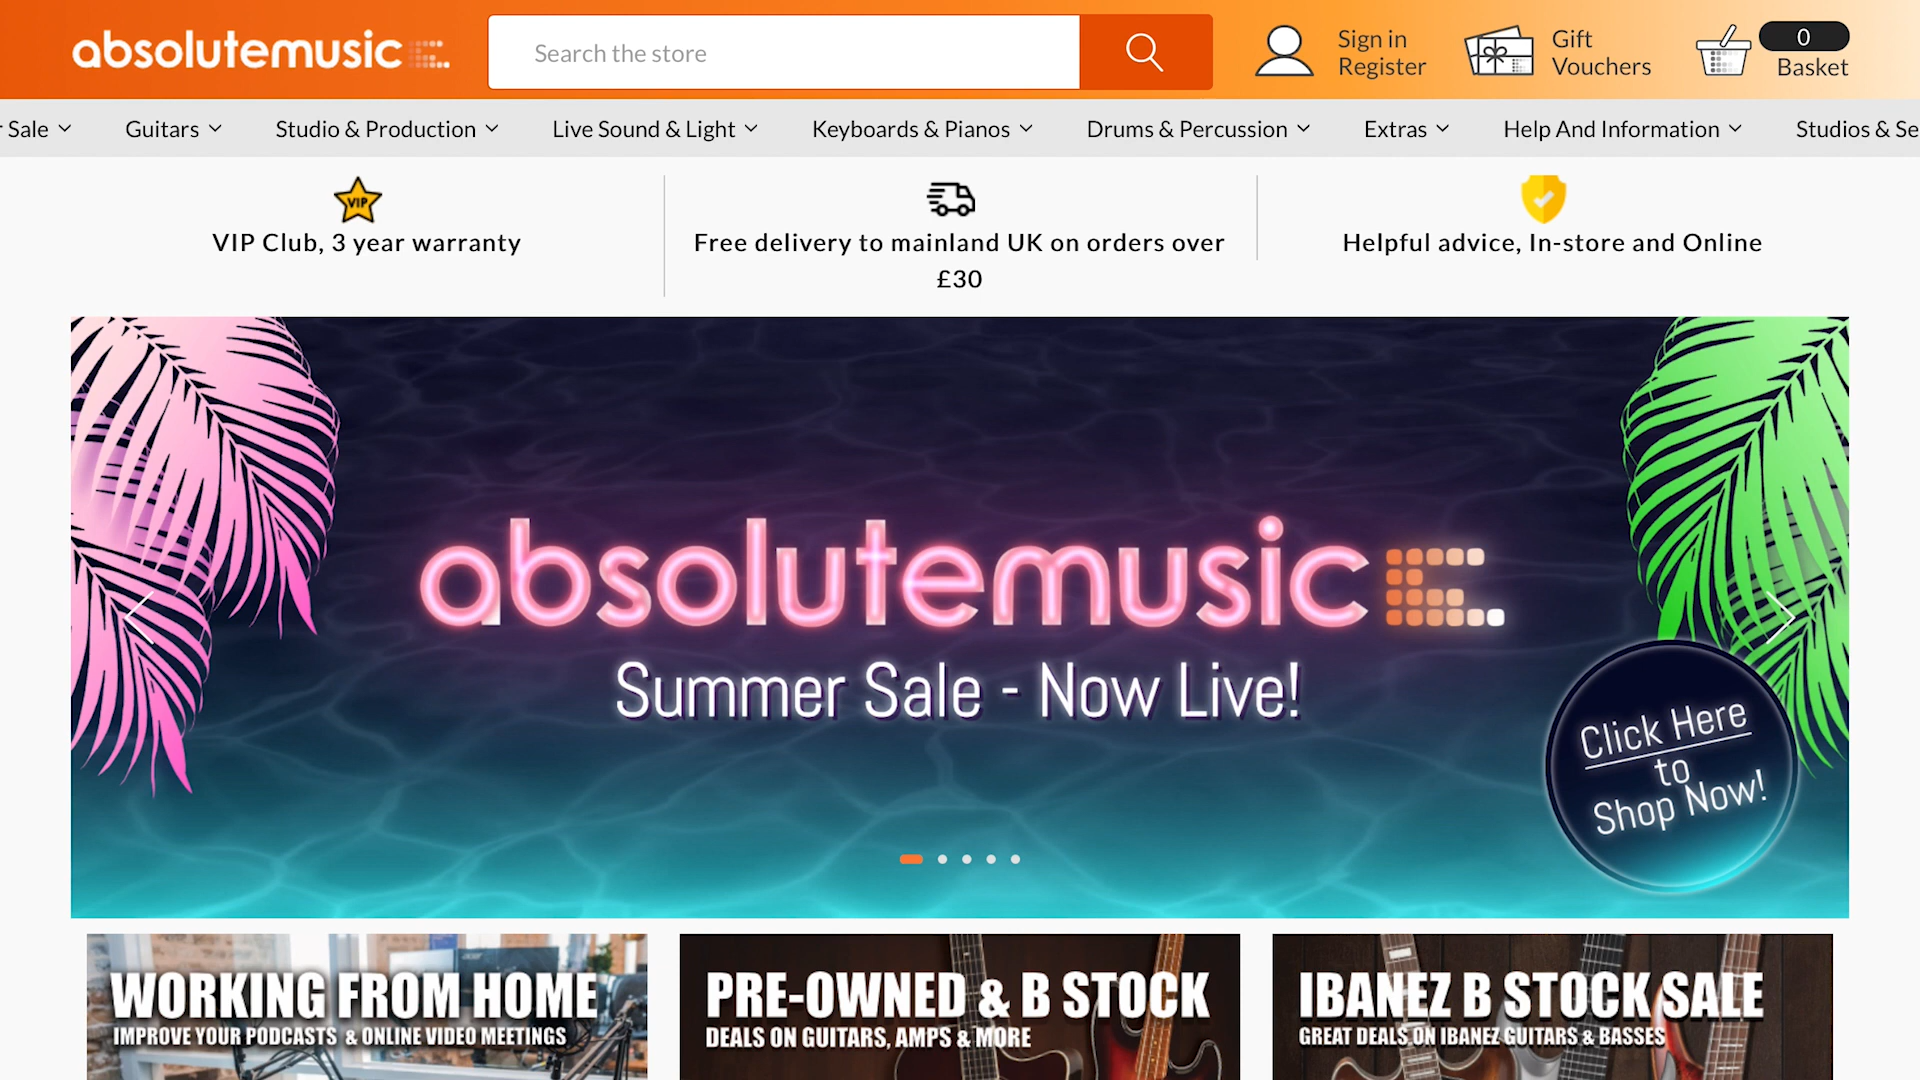 absolutemusic
Search the store
Sign in
Register
Gift
Vouchers
0
Basket
Sale
Guitars
Studio & Production
Live Sound & Light
Keyboards & Pianos
Drums & Percussion
Extras
Help And Information
Studios & Se
VIP
VIP Club, 3 year warranty
Free delivery to mainland UK on orders over
£30
Helpful advice, In-store and Online
absolutemusic
Summer Sale - Now Live!
Click Here
to
Shop Now!
WORKING FROM HOME
IMPROVE YOUR PODCASTS & ONLINE VIDEO MEETINGS
PRE-OWNED & B STOCK
DEALS ON GUITARS, AMPS & MORE
IBANEZ B STOCK SALE
GREAT DEALS ON IBANEZ GUITARS & BASSES